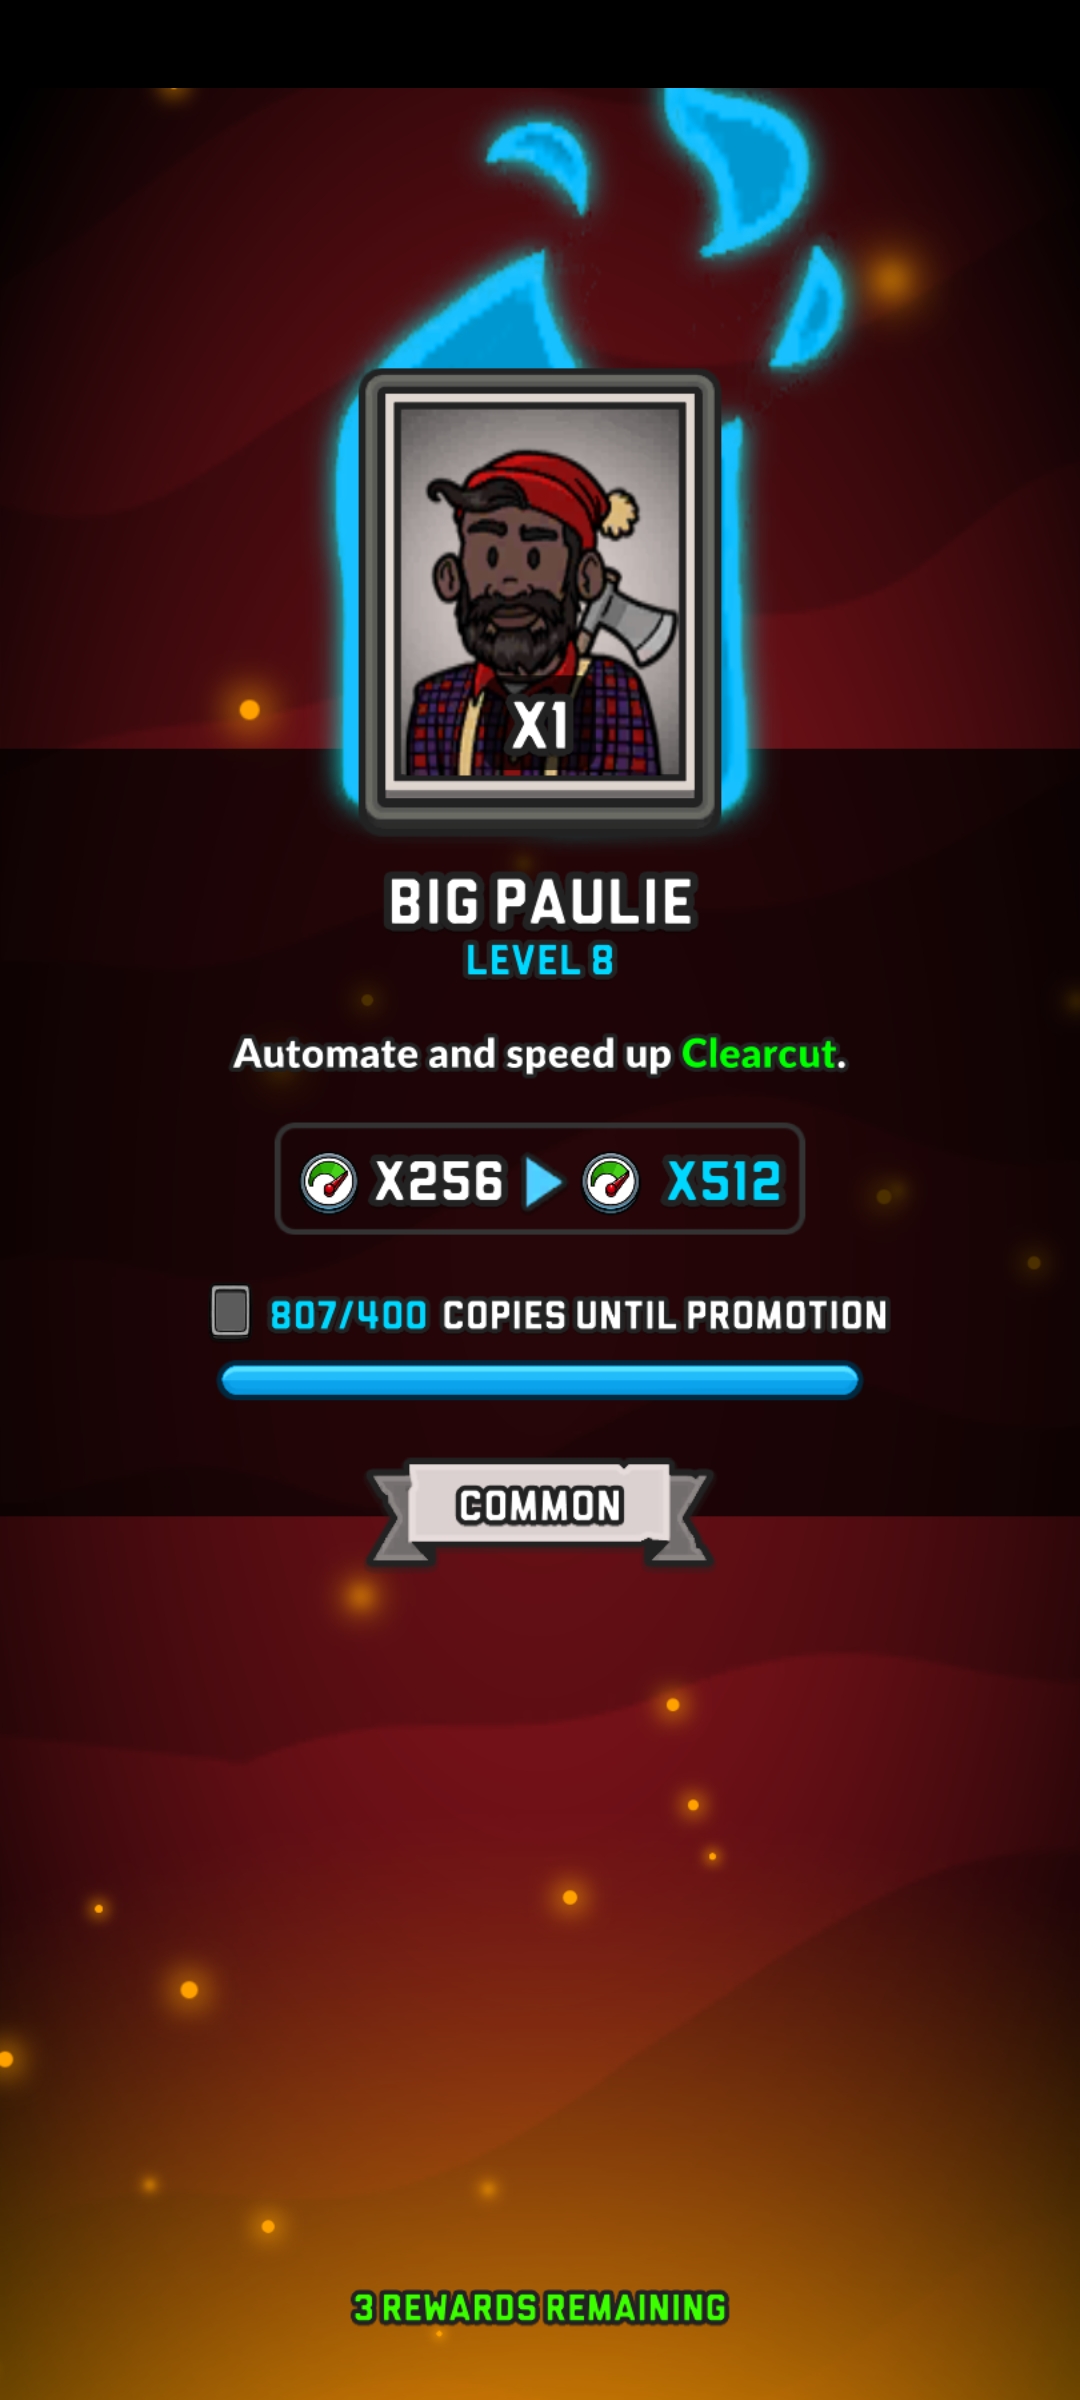 X1
BIG PAULIE
LEVEL 8
Automate and speed up Clearcut.
X256 X512
807/400 COPIES UNTIL PROMOTION
COMMON
3 REWARDS REMAINING